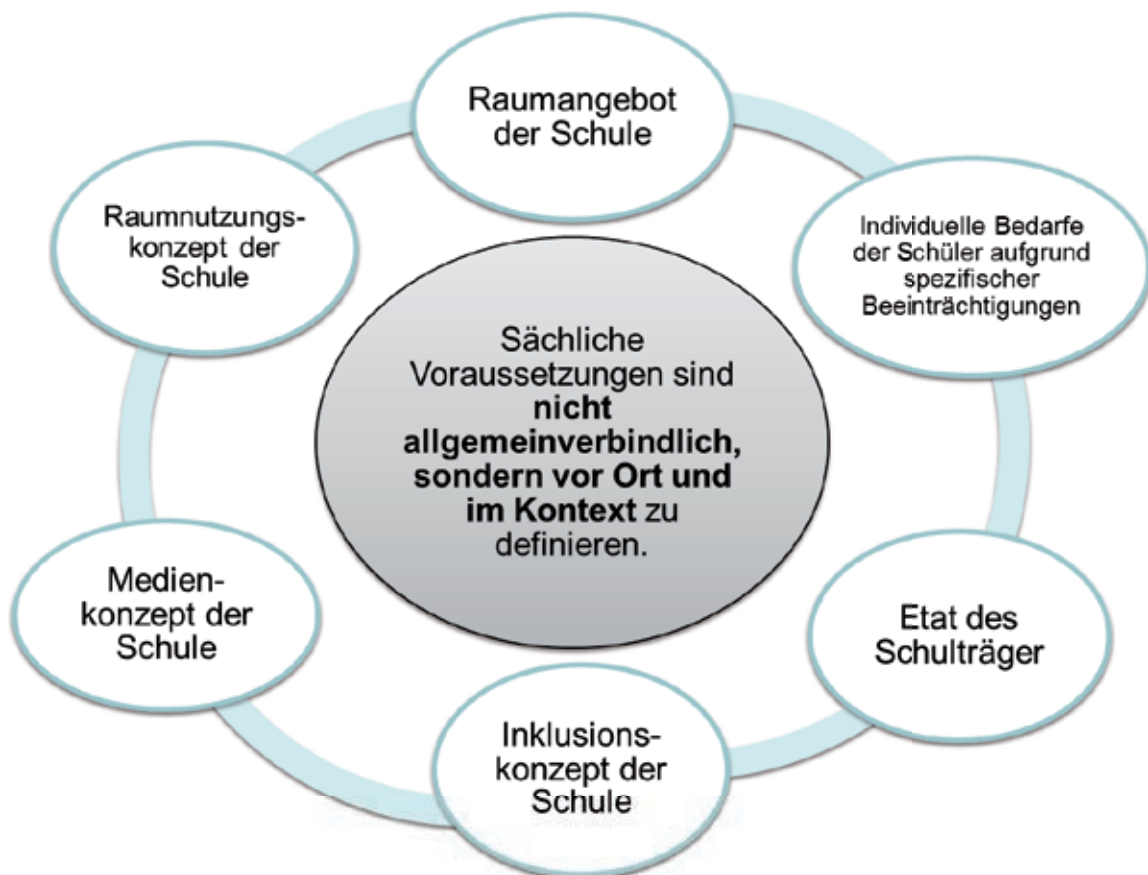 Raumangebot
der Schule
Individuelle Bedarfe
der Schüler aufgrund
spezifischer
Beeinträchtigungen
Etat des
Schulträger
Inklusions-
konzept der
Schule
Medien-
konzept der
Schule
Raumnutzungs-
konzept der
Schule
Sächliche
Voraussetzungen sind
nicht
allgemeinverbindlich,
sondern vor Ort und
im Kontext zu
definieren.